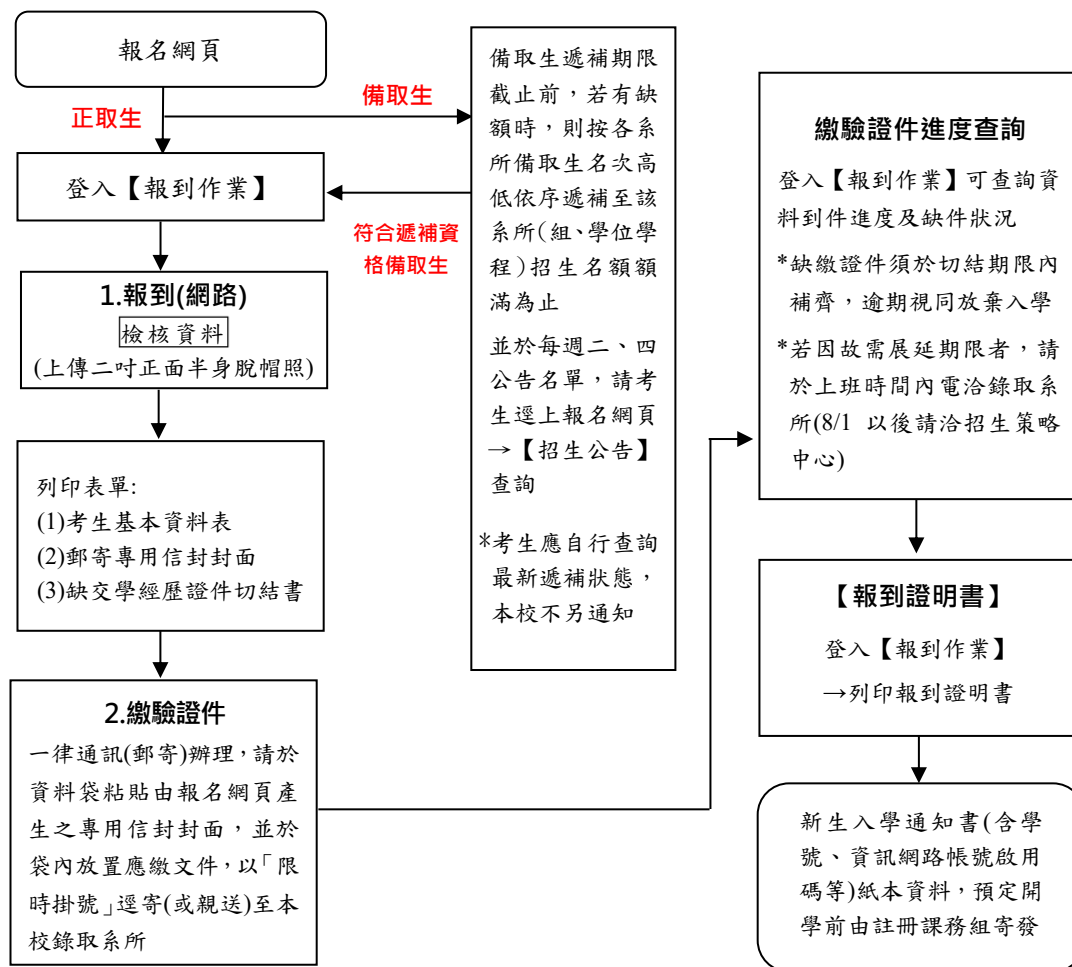 報名網頁
正取生
備取生
登入【報到作業】
符合遞補資
格備取生
1.報到(網路)
檢核資料
(上傳二吋正面半身脫帽照)
列印表單:
(1)考生基本資料表
(2)郵寄專用信封封面
(3)缺交學經歷證件切結書
2.繳驗證件
一律通訊(郵寄)辦理，請於
資料袋粘貼由報名網頁產
生之專用信封封面，並於
袋內放置應繳文件，以「限
時掛號」逕寄(或親送)至本
校錄取系所
備取生遞補期限
截止前，若有缺
額時，則按各系
所備取生名次高
低依序遞補至該
系所(組、學位學
程)招生名額額
滿為止
並於每週二、四
公告名單，請考
生逕上報名網頁
→【招生公告】
查詢
*考生應自行查詢
最新遞補狀態，
本校不另通知
繳驗證件進度查詢
登入【報到作業】可查詢資
料到件進度及缺件狀況
*缺繳證件須於切結期限內
補齊，逾期視同放棄入學
*若因故需展延期限者，請
於上班時間內電洽錄取系
所(8/1 以後請洽招生策略
中心)
【報到證明書】
登入【報到作業】
→列印報到證明書
新生入學通知書(含學
號、資訊網路帳號啟用
碼等)紙本資料，預定開
學前由註冊課務組寄發